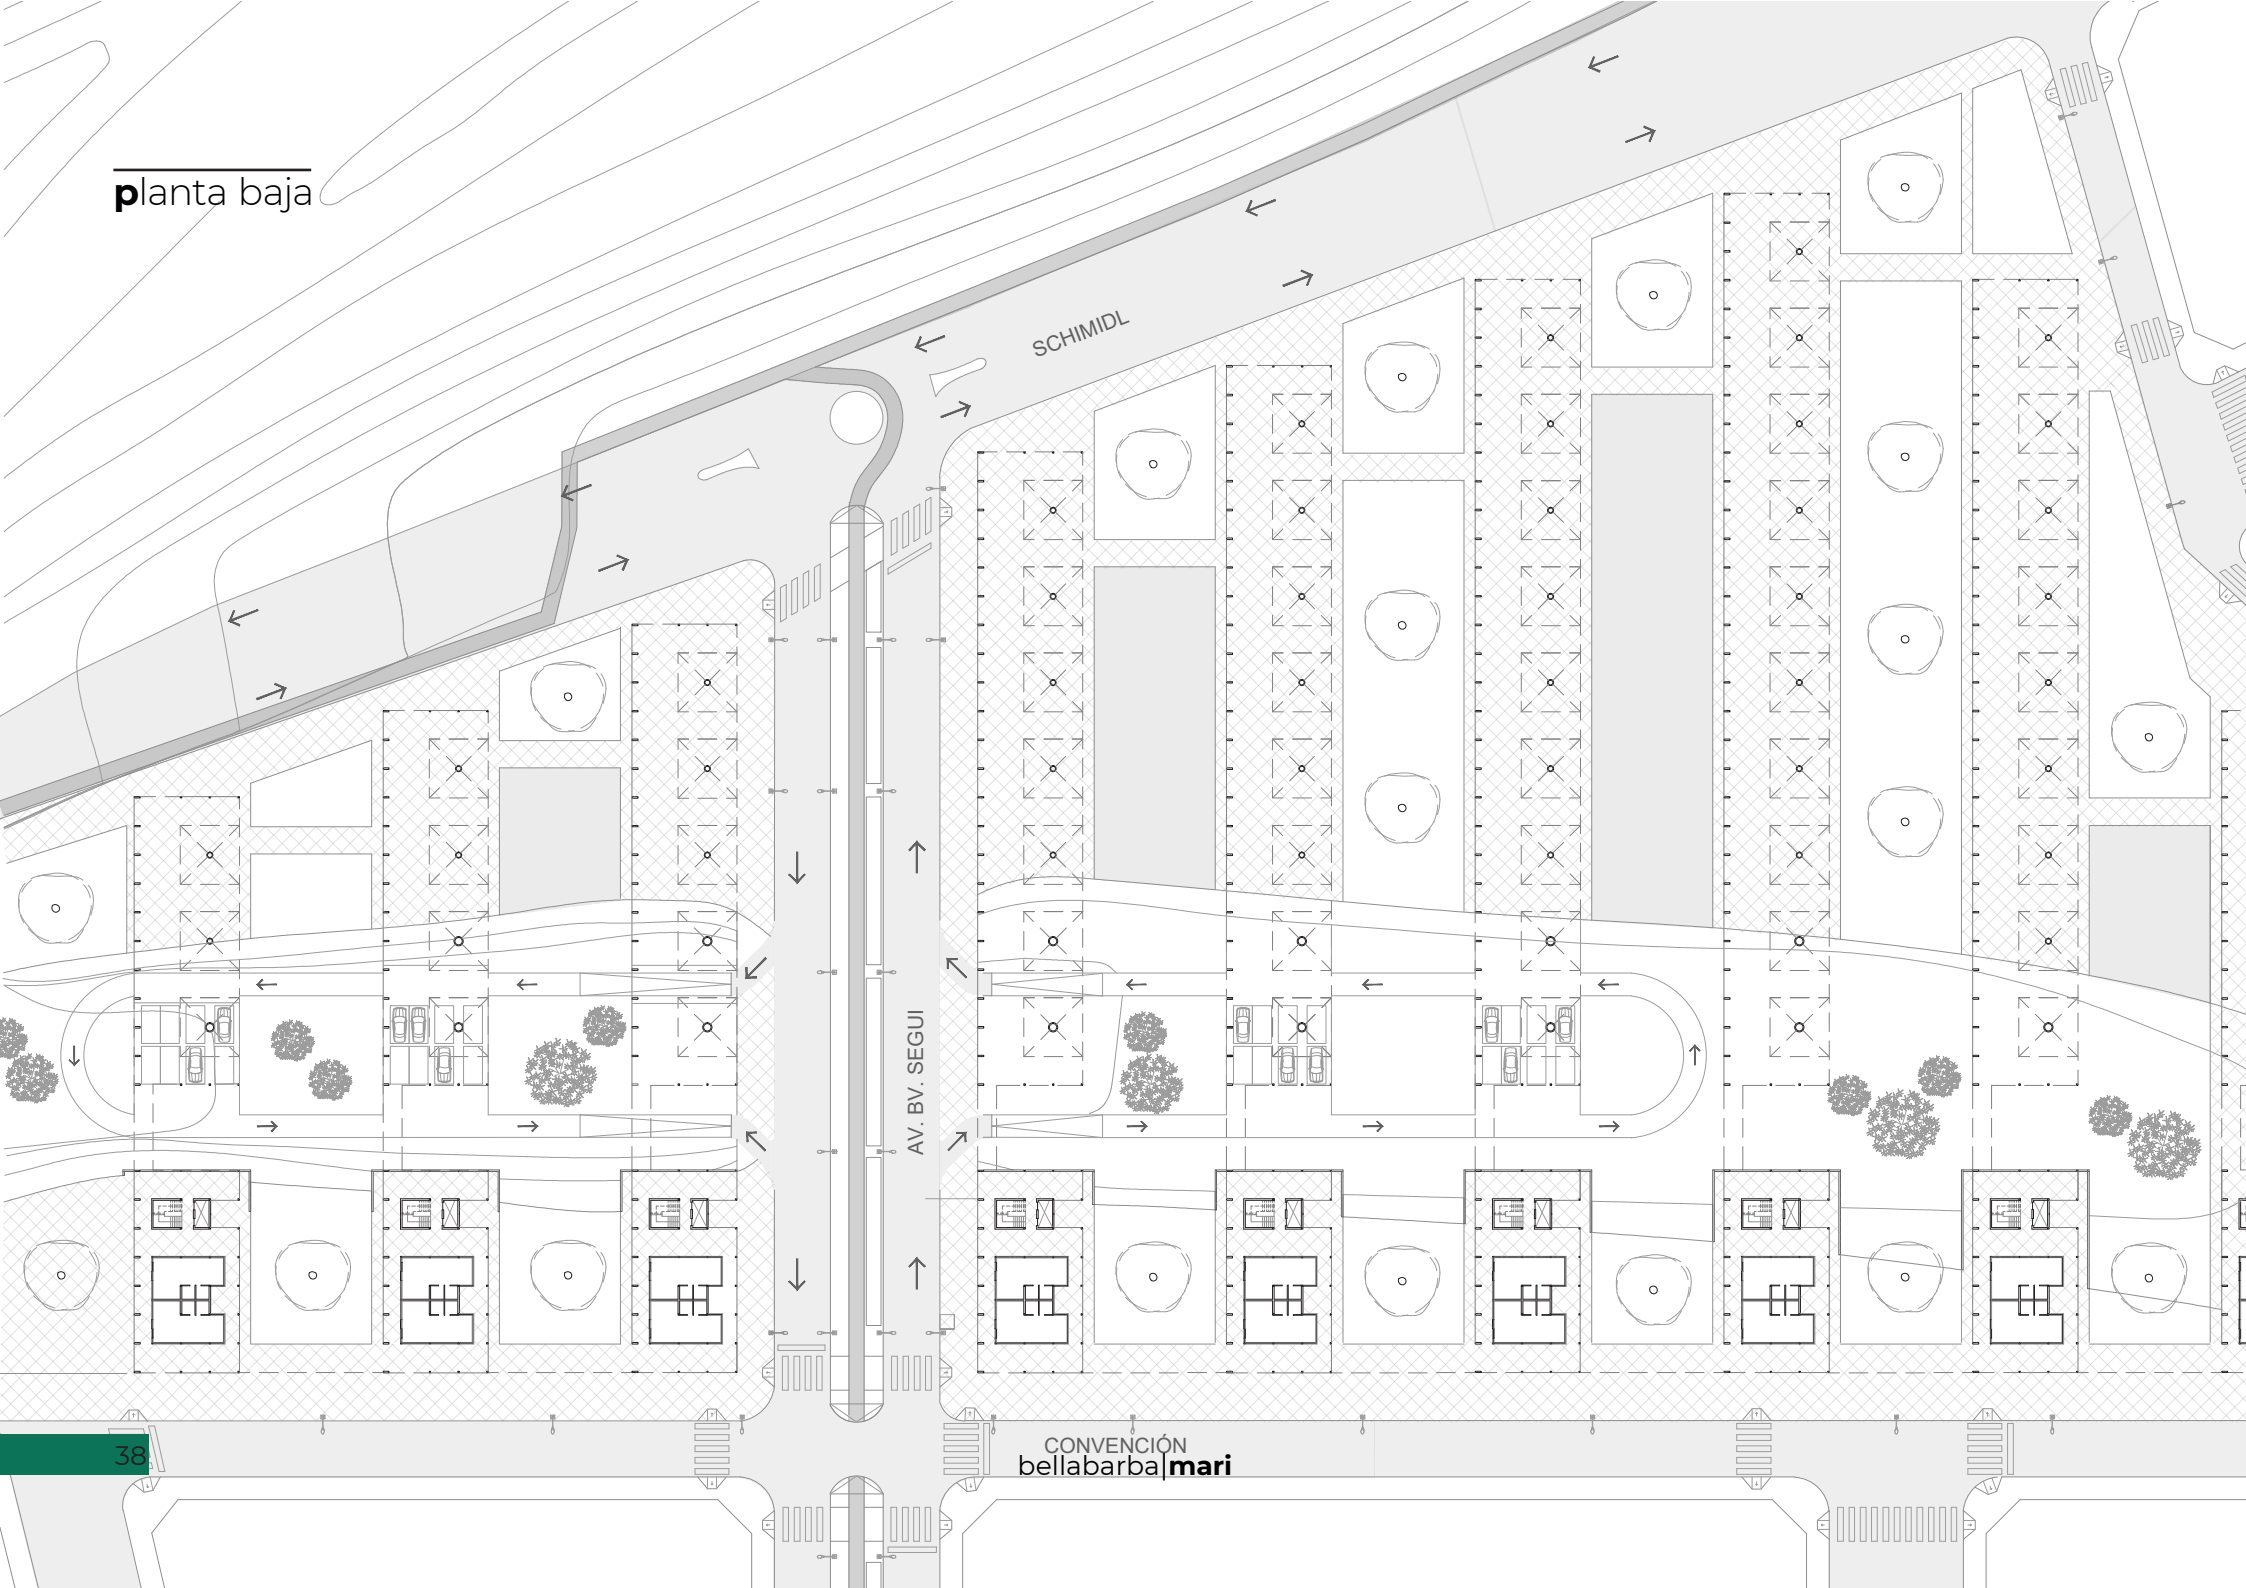 planta baja
SCHIMIDL
AV. BV. SEGUI
CONVENCIÓN
38
bellabarba|mari